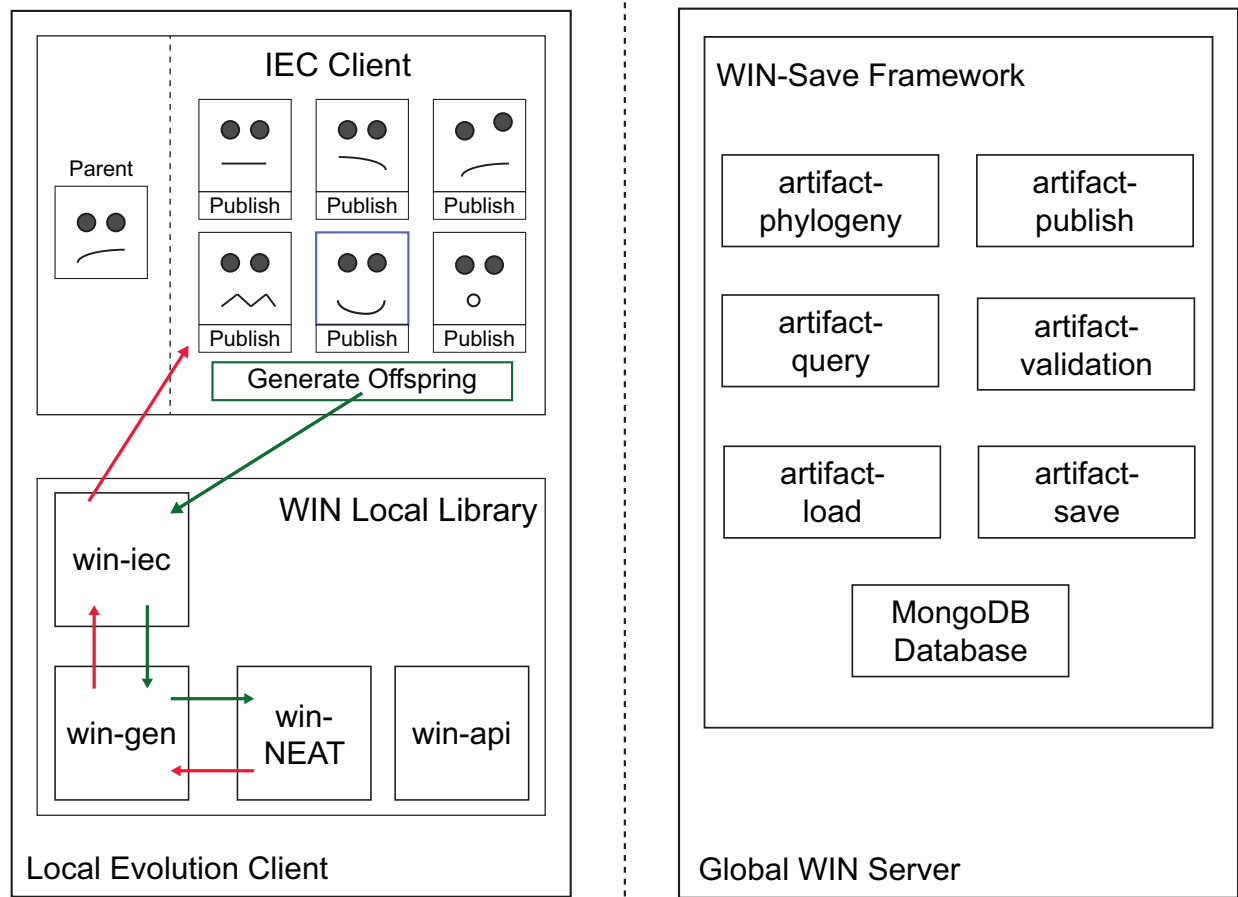 IEC Client
Parent
Publish
Publish
Publish
Publish
Publish
Publish
Generate Offspring
WIN Local Library
win-iec
win-gen
win-
NEAT
win-api
Local Evolution Client
WIN-Save Framework
artifact-
phylogeny
artifact-
publish
artifact-
query
artifact-
validation
artifact-
load
artifact-
save
MongoDB
Database
Global WIN Server